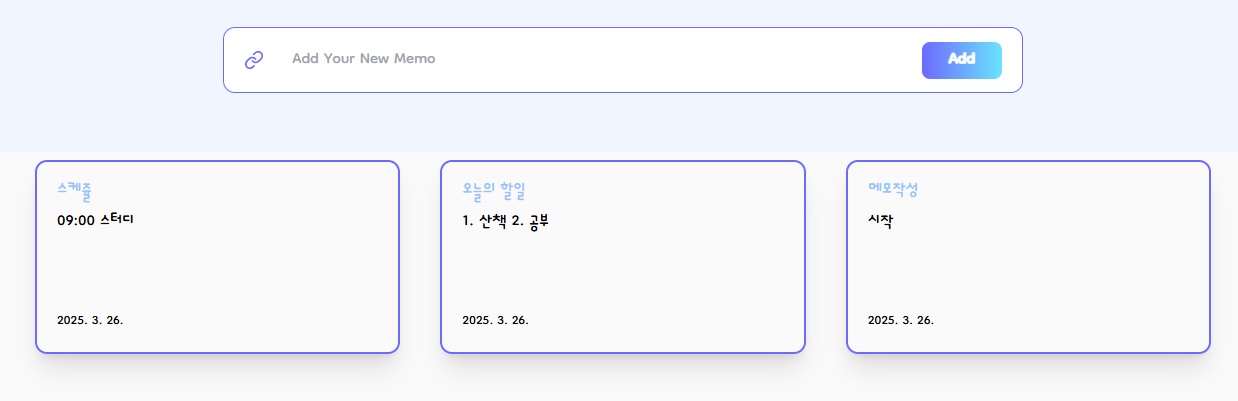 Add Your New Memo
Add
스케쥴
09:00 스터디
2025. 3. 26.
오늘의 할일
1. 산책 2. 공부
2025. 3. 26.
메모작성
시작
2025. 3. 26.